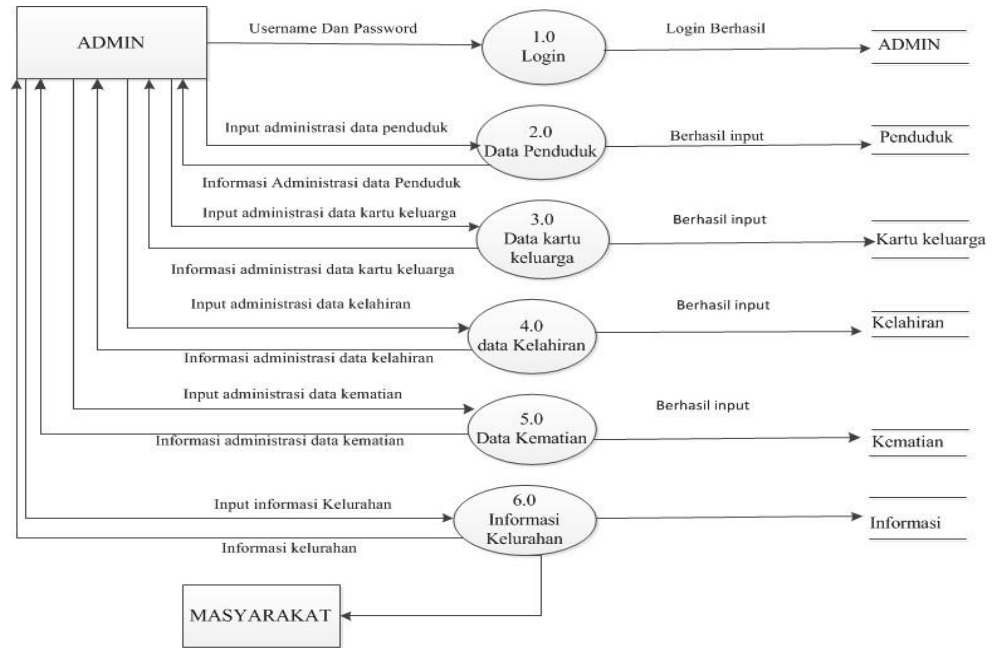 ADMIN
Username Dan Password
1.0
Login
Login Berhasil
ADMIN
Input administrasi data penduduk
2.0
Data Penduduk
Berhasil input
Penduduk
Informasi Administrasi data Penduduk
Input administrasi data kartu keluarga
3.0
Data kartu
keluarga
Berhasil input
Kartu keluarga
Informasi administrasi data kartu keluarga
Input administrasi data kelahiran
4.0
data Kelahiran
Berhasil input
Kelahiran
Informasi administrasi data kelahiran
Input administrasi data kematian
5.0
Data Kematian
Berhasil input
Kematian
Informasi administrasi data kematian
Input informasi Kelurahan
6.0
Informasi
Kelurahan
Informasi
Informasi kelurahan
MASYARAKAT